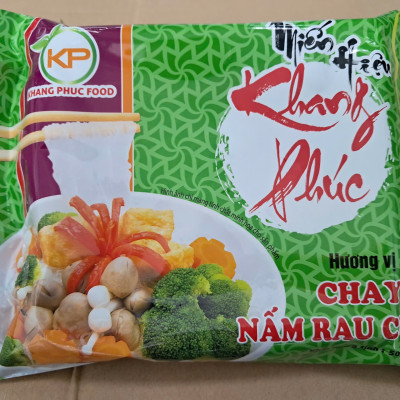 KP
KHANG PHUC FOOD
Miến Hiệu
Khang
Phúc
Hương vị
CHAY
NẤM RAU C